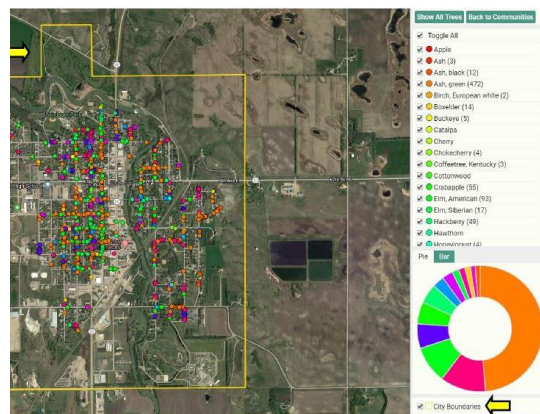 Show All Trees
Back to Communities
Toggle All
Apple
Ash (3)
Ash, black (12)
Ash, green (472)
Birch, European white (2)
Boxelder (14)
Buckeye (5)
Catalpa
Cherry
Chokecherry (4)
Coffeetree, Kentucky (3)
Cottonwood
Crabapple (55)
Elm, American (93)
Elm, Siberian (17)
Hackberry (49)
Hawthorn
Honeylocust (4)
Pie
Bar
City Boundaries